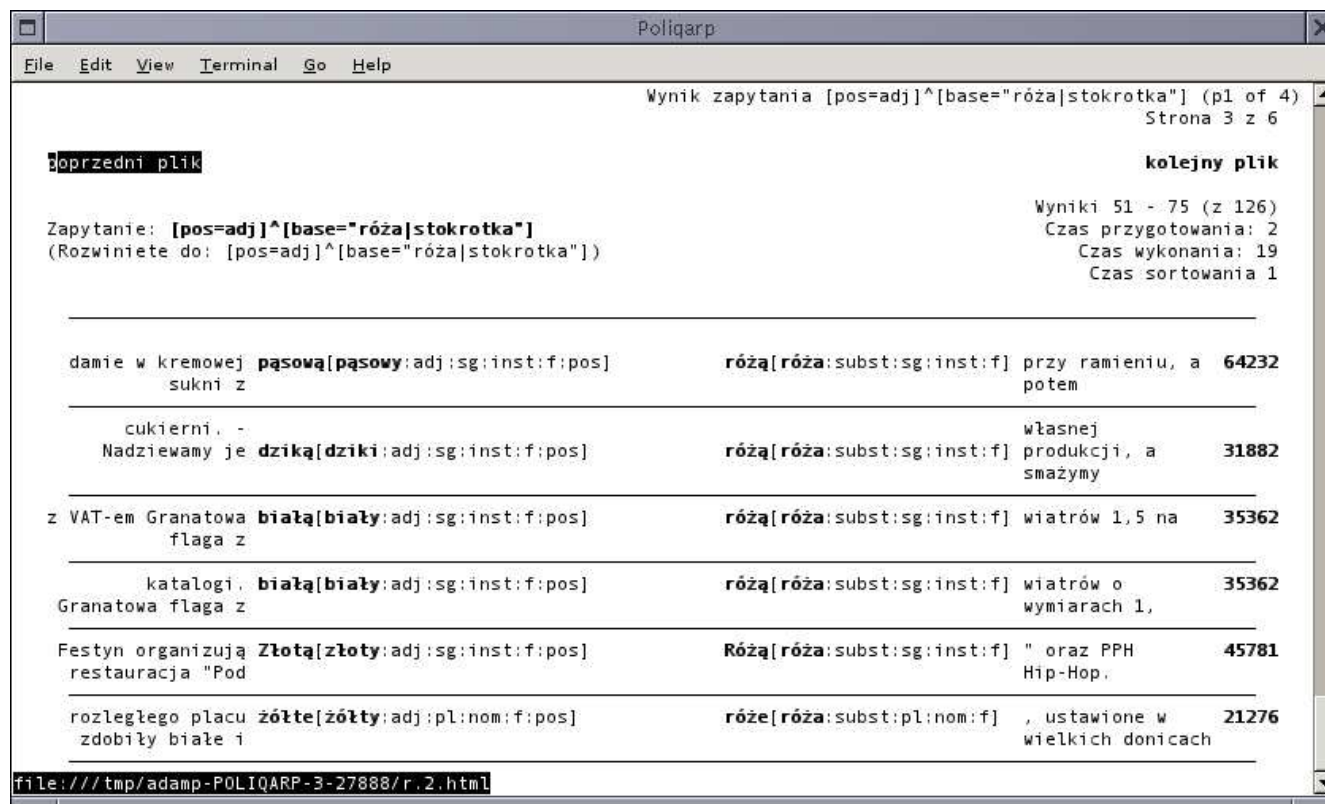 Poliqarp
File Edit View Terminal Go Help
Wynik zapytania [pos=adj]^[base="róża|stokrotka"] (p1 of 4)
Strona 3 z 6
poprzedni plik kolejny plik
Wyniki 51 - 75 (z 126)
Zapytanie: [pos=adj]^[base="róża|stokrotka"] Czas przygotowania: 2
(Rozwiniete do: [pos=adj]^[base="róża|stokrotka"]) Czas wykonania: 19
Czas sortowania 1
damie w kremowej pąsową[pąsowy:adj:sg:inst:f:pos] różą[róża:subst:sg:inst:f] przy ramieniu, a 64232
sukni z potem
cukierni. - własnej
Nadziewamy je dziką[dziki:adj:sg:inst:f:pos] różą[róża:subst:sg:inst:f] produkcji, a 31882
smażymy
z VAT-em Granatowa białą[biały:adj:sg:inst:f:pos] różą[róża:subst:sg:inst:f] wiatrów 1,5 na 35362
flaga z
katalogi. białą[biały:adj:sg:inst:f:pos] różą[róża:subst:sg:inst:f] wiatrów o 35362
Granatowa flaga z wymiarach 1,
Festyn organizują Złotą[złoty:adj:sg:inst:f:pos] Różą[róża:subst:sg:inst:f] " oraz PPH 45781
restauracja "Pod Hip-Hop.
rozległego placu żółte[żółty:adj:pl:nom:f:pos] róże[róża:subst:pl:nom:f] , ustawione w 21276
zdobiły białe i wielkich donicach
file:///tmp/adamp-POLIQARP-3-27888/r.2.html